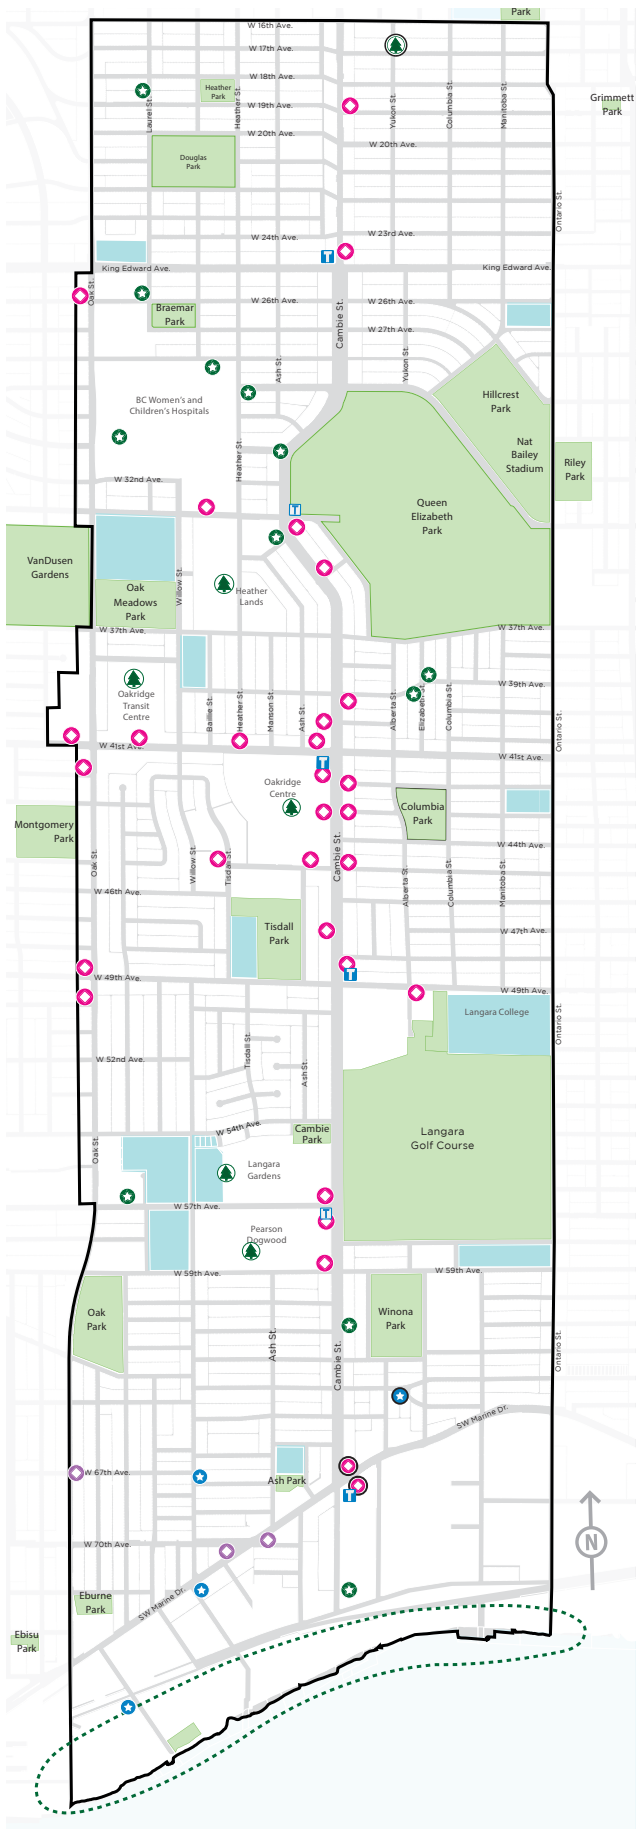 Park
W 16th Ave.
W 17th Ave.
W 18th Ave.
Heather
Park
Grimmett
Park
W 19th Ave.
Laurel St.
Heather St.
Yukon St.
Columbia St.
Manitoba St.
W 20th Ave.
W 20th Ave.
Douglas
Park
Ontario St.
W 23rd Ave.
W 24th Ave.
T
King Edward Ave.
King Edward Ave.
Oak St.
W 26th Ave.
W 26th Ave.
Braemar
Park
Cambie St.
W 27th Ave.
Ash St.
Yukon St.
Hillcrest
Park
BC Women's and
Children's Hospitals
Nat
Bailey
Stadium
Heather St.
Riley
Park
W 32nd Ave.
Queen
Elizabeth
Park
T
VanDusen
Gardens
Willow St.
Oak
Meadows
Park
Heather
Lands
W 37th Ave.
W 37th Ave.
W 39th Ave.
Oakridge
Transit
Centre
Baillie St.
Heather St.
Manson St.
Ash St.
Alberta St.
Elizabeth St.
Columbia St.
Ontario St.
W 41st Ave.
W 41st Ave.
T
Oakridge
Centre
Columbia
Park
Montgomery
Park
W 44th Ave.
Oak St.
Willow St.
Tisdall St.
Cambie St.
Alberta St.
Columbia St.
Manitoba St.
W 46th Ave.
Tisdall
Park
W 47th Ave.
T
W 49th Ave.
W 49th Ave.
Langara College
Ontario St.
Tisdall St.
W 52nd Ave.
Ash St.
W 54th Ave.
Cambie
Park
Langara
Golf Course
Oak St.
Langara
Gardens
W 57th Ave.
T
Pearson
Dogwood
W 59th Ave.
W 59th Ave.
Oak
Park
Winona
Park
Ash St.
Cambie St.
Ontario St.
SW Marine Dr.
W 67th Ave.
Ash Park
T
W 70th Ave.
N
SW Marine Dr.
Eburne
Park
Ebisu
Park